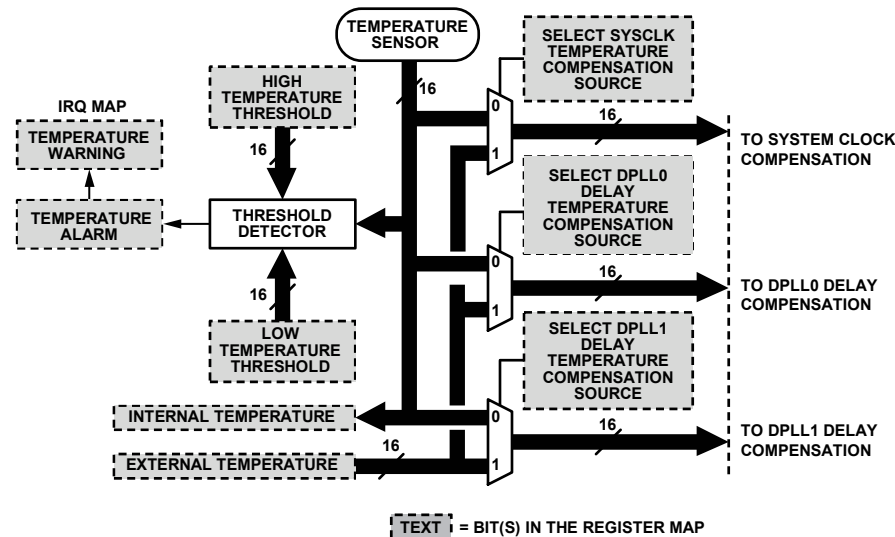 TEMPERATURE
SENSOR
SELECT SYSCLK
TEMPERATURE
COMPENSATION
SOURCE
16
HIGH
TEMPERATURE
THRESHOLD
IRQ MAP
TEMPERATURE
WARNING
16
0
1
16
TO SYSTEM CLOCK
COMPENSATION
SELECT DPLL0
DELAY
TEMPERATURE
COMPENSATION
SOURCE
TEMPERATURE
ALARM
THRESHOLD
DETECTOR
0
1
16
TO DPLL0 DELAY
COMPENSATION
16
LOW
TEMPERATURE
THRESHOLD
SELECT DPLL1
DELAY
TEMPERATURE
COMPENSATION
SOURCE
INTERNAL TEMPERATURE
0
1
16
TO DPLL1 DELAY
COMPENSATION
EXTERNAL TEMPERATURE
16
TEXT = BIT(S) IN THE REGISTER MAP